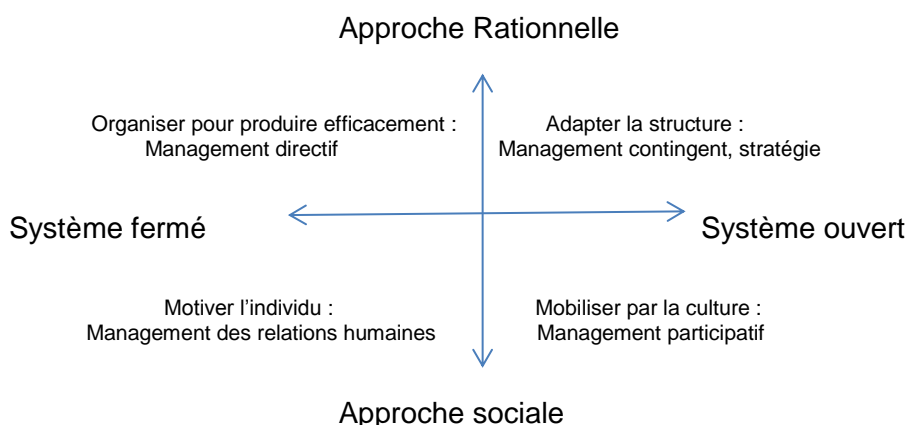 Approche Rationnelle
Organiser pour produire efficacement :
Management directif
Adapter la structure :
Management contingent, stratégie
Système fermé
Système ouvert
Motiver l’individu :
Management des relations humaines
Mobiliser par la culture :
Management participatif
Approche sociale